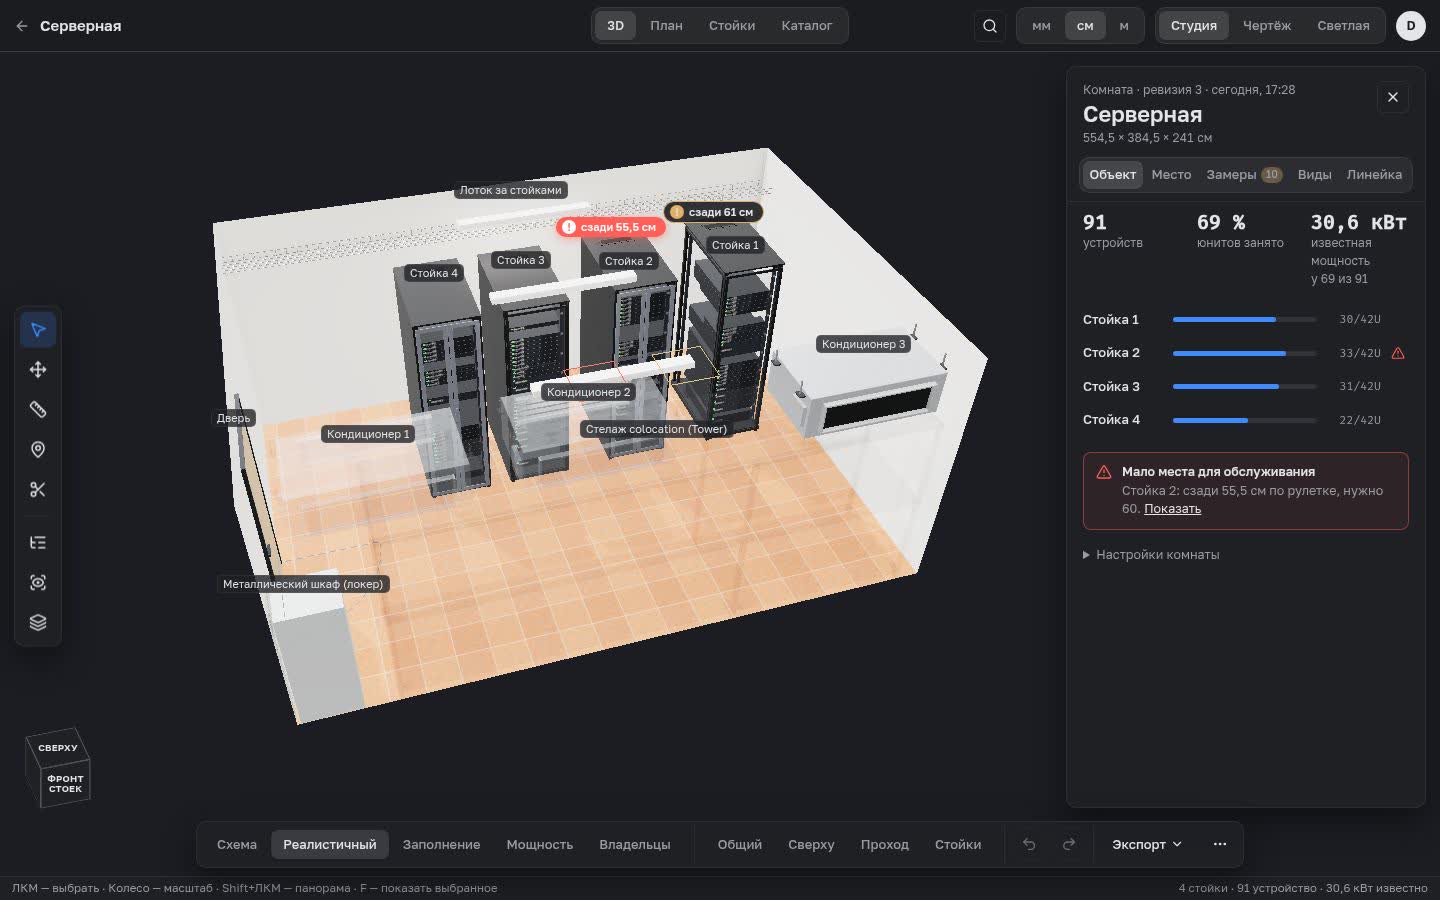 Серверная
3D План Стойки Каталог
мм см м
Студия Чертёж Светлая
D
Комната · ревизия 3 · сегодня, 17:28
Серверная
554,5 × 384,5 × 241 см
Объект Место Замеры 10 Виды Линейка
91 69 % 30,6 кВт
устройств юнитов занято известная
мощность
у 69 из 91
Стойка 1 30/42U
Стойка 2 33/42U
Стойка 3 31/42U
Стойка 4 22/42U
Мало места для обслуживания
Стойка 2: сзади 55,5 см по рулетке, нужно
60. Показать
Настройки комнаты
Лоток за стойками
сзади 61 см
сзади 55,5 см
Стойка 1
Стойка 2
Стойка 3
Стойка 4
Кондиционер 3
Кондиционер 2
Дверь
Стелаж colocation (Tower)
Кондиционер 1
Металлический шкаф (локер)
СВЕРХУ
ФРОНТ
СТОЕК
Схема Реалистичный Заполнение Мощность Владельцы Общий Сверху Проход Стойки Экспорт
ЛКМ — выбрать · Колесо — масштаб · Shift+ЛКМ — панорама · F — показать выбранное
4 стойки · 91 устройство · 30,6 кВт известно